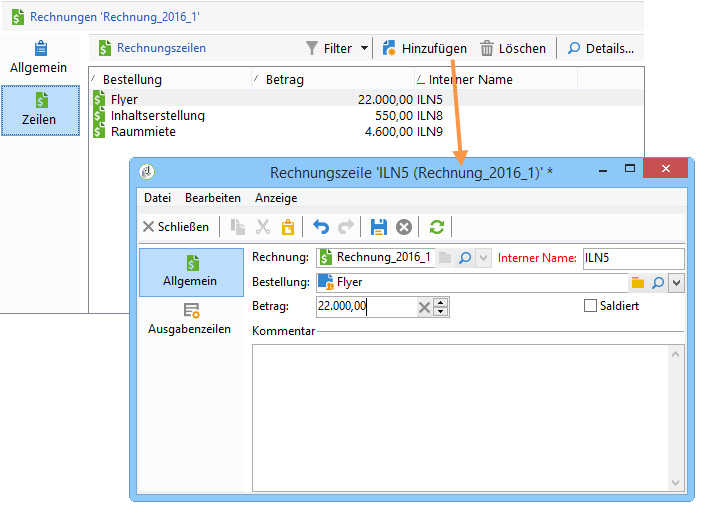 Rechnungen 'Rechnung_2016_1'
Allgemein
Zeilen
Rechnungszeilen Filter Hinzufügen Löschen Details...
Bestellung Betrag Interner Name
Flyer 22.000,00 ILN5
Inhaltserstellung 550,00 ILN8
Raummiete 4.600,00 ILN9
Rechnungszeile 'ILN5 (Rechnung_2016_1)' *
Datei Bearbeiten Anzeige
Schließen
Allgemein
Ausgabenzeilen
Rechnung: Rechnung_2016_1 Interner Name: ILN5
Bestellung: Flyer
Betrag: 22.000,00 Saldiert
Kommentar